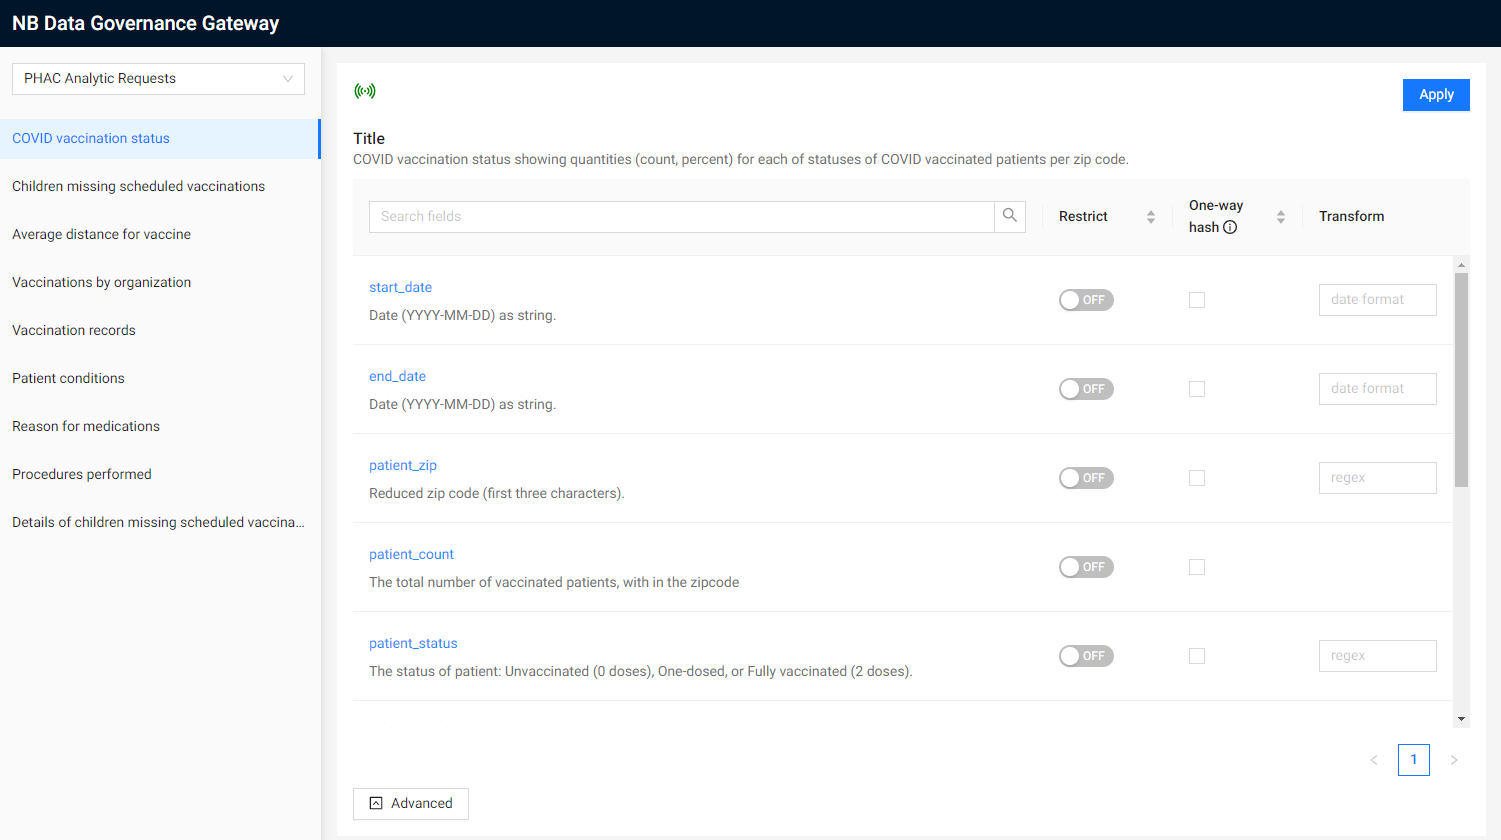 NB Data Governance Gateway
PHAC Analytic Requests
COVID vaccination status
Children missing scheduled vaccinations
Average distance for vaccine
Vaccinations by organization
Vaccination records
Patient conditions
Reason for medications
Procedures performed
Details of children missing scheduled vaccina...
Apply
Title
COVID vaccination status showing quantities (count, percent) for each of statuses of COVID vaccinated patients per zip code.
Search fields
Restrict
One-way
hash
Transform
start_date
Date (YYYY-MM-DD) as string.
OFF
date format
end_date
Date (YYYY-MM-DD) as string.
OFF
date format
patient_zip
Reduced zip code (first three characters).
OFF
regex
patient_count
The total number of vaccinated patients, with in the zipcode
OFF
patient_status
The status of patient: Unvaccinated (0 doses), One-dosed, or Fully vaccinated (2 doses).
OFF
regex
1
Advanced